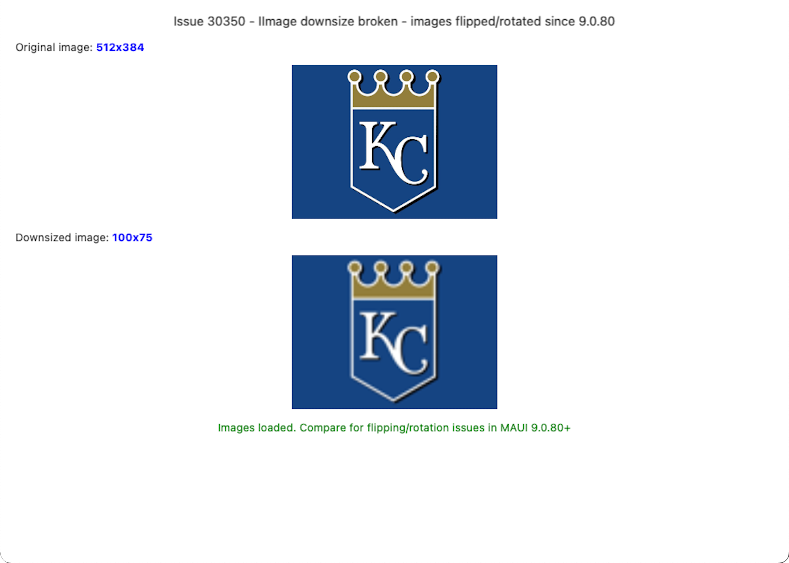 Issue 30350 - IImage downsize broken - images flipped/rotated since 9.0.80
Original image: 512x384
KC
Downsized image: 100x75
KC
Images loaded. Compare for flipping/rotation issues in MAUI 9.0.80+